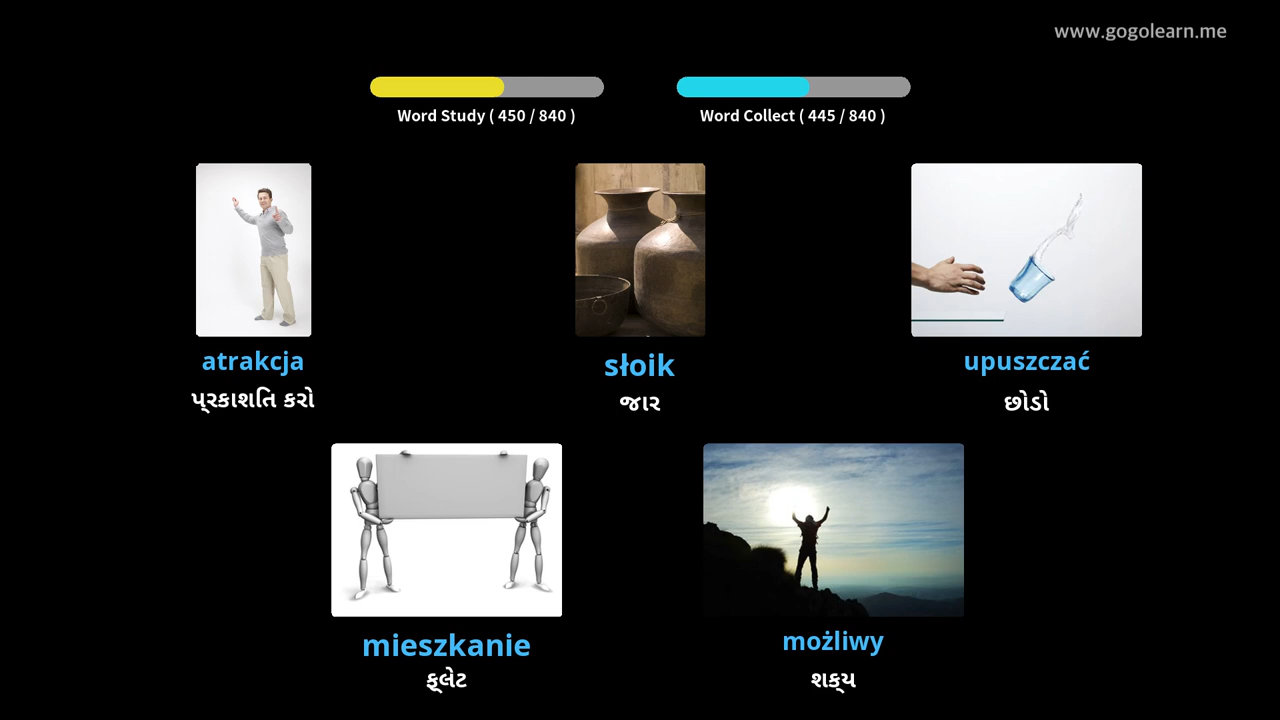 www.gogolearn.me
Word Study ( 450 / 840 )
Word Collect ( 445 / 840 )
atrakcja
પ્રકાશિત કરો
słoik
જાર
upuszczać
છોડો
mieszkanie
ફ્લેટ
możliwy
શક્ય